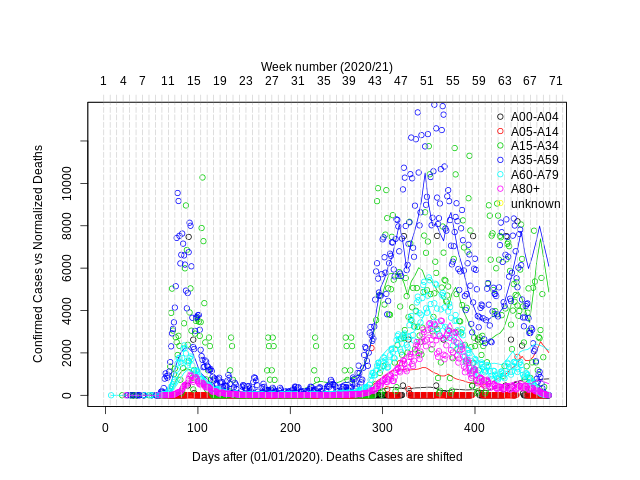 Week number (2020/21)
1 4 7 11 15 19 23 27 31 35 39 43 47 51 55 59 63 67 71
Confirmed Cases vs Normalized Deaths
10000
8000
6000
4000
2000
0
A00-A04
A05-A14
A15-A34
A35-A59
A60-A79
A80+
unknown
0 100 200 300 400
Days after (01/01/2020). Deaths Cases are shifted